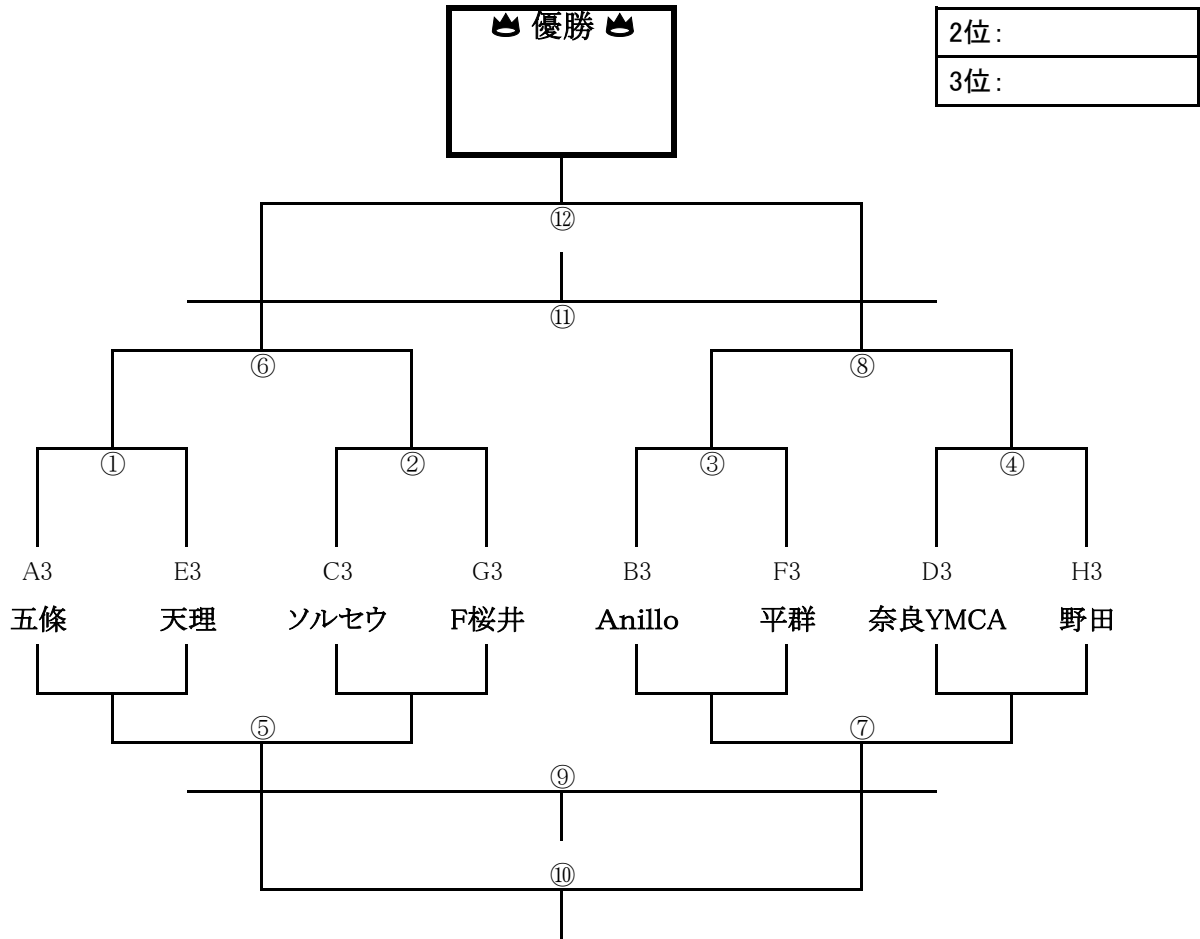 優勝
2位：
3位：
⑫
⑪
⑥ ⑧
① ② ③ ④
A3 E3 C3 G3 B3 F3 D3 H3
五條 天理 ソルセウ F桜井 Anillo 平群 奈良YMCA 野田
⑤ ⑦
⑨
⑩